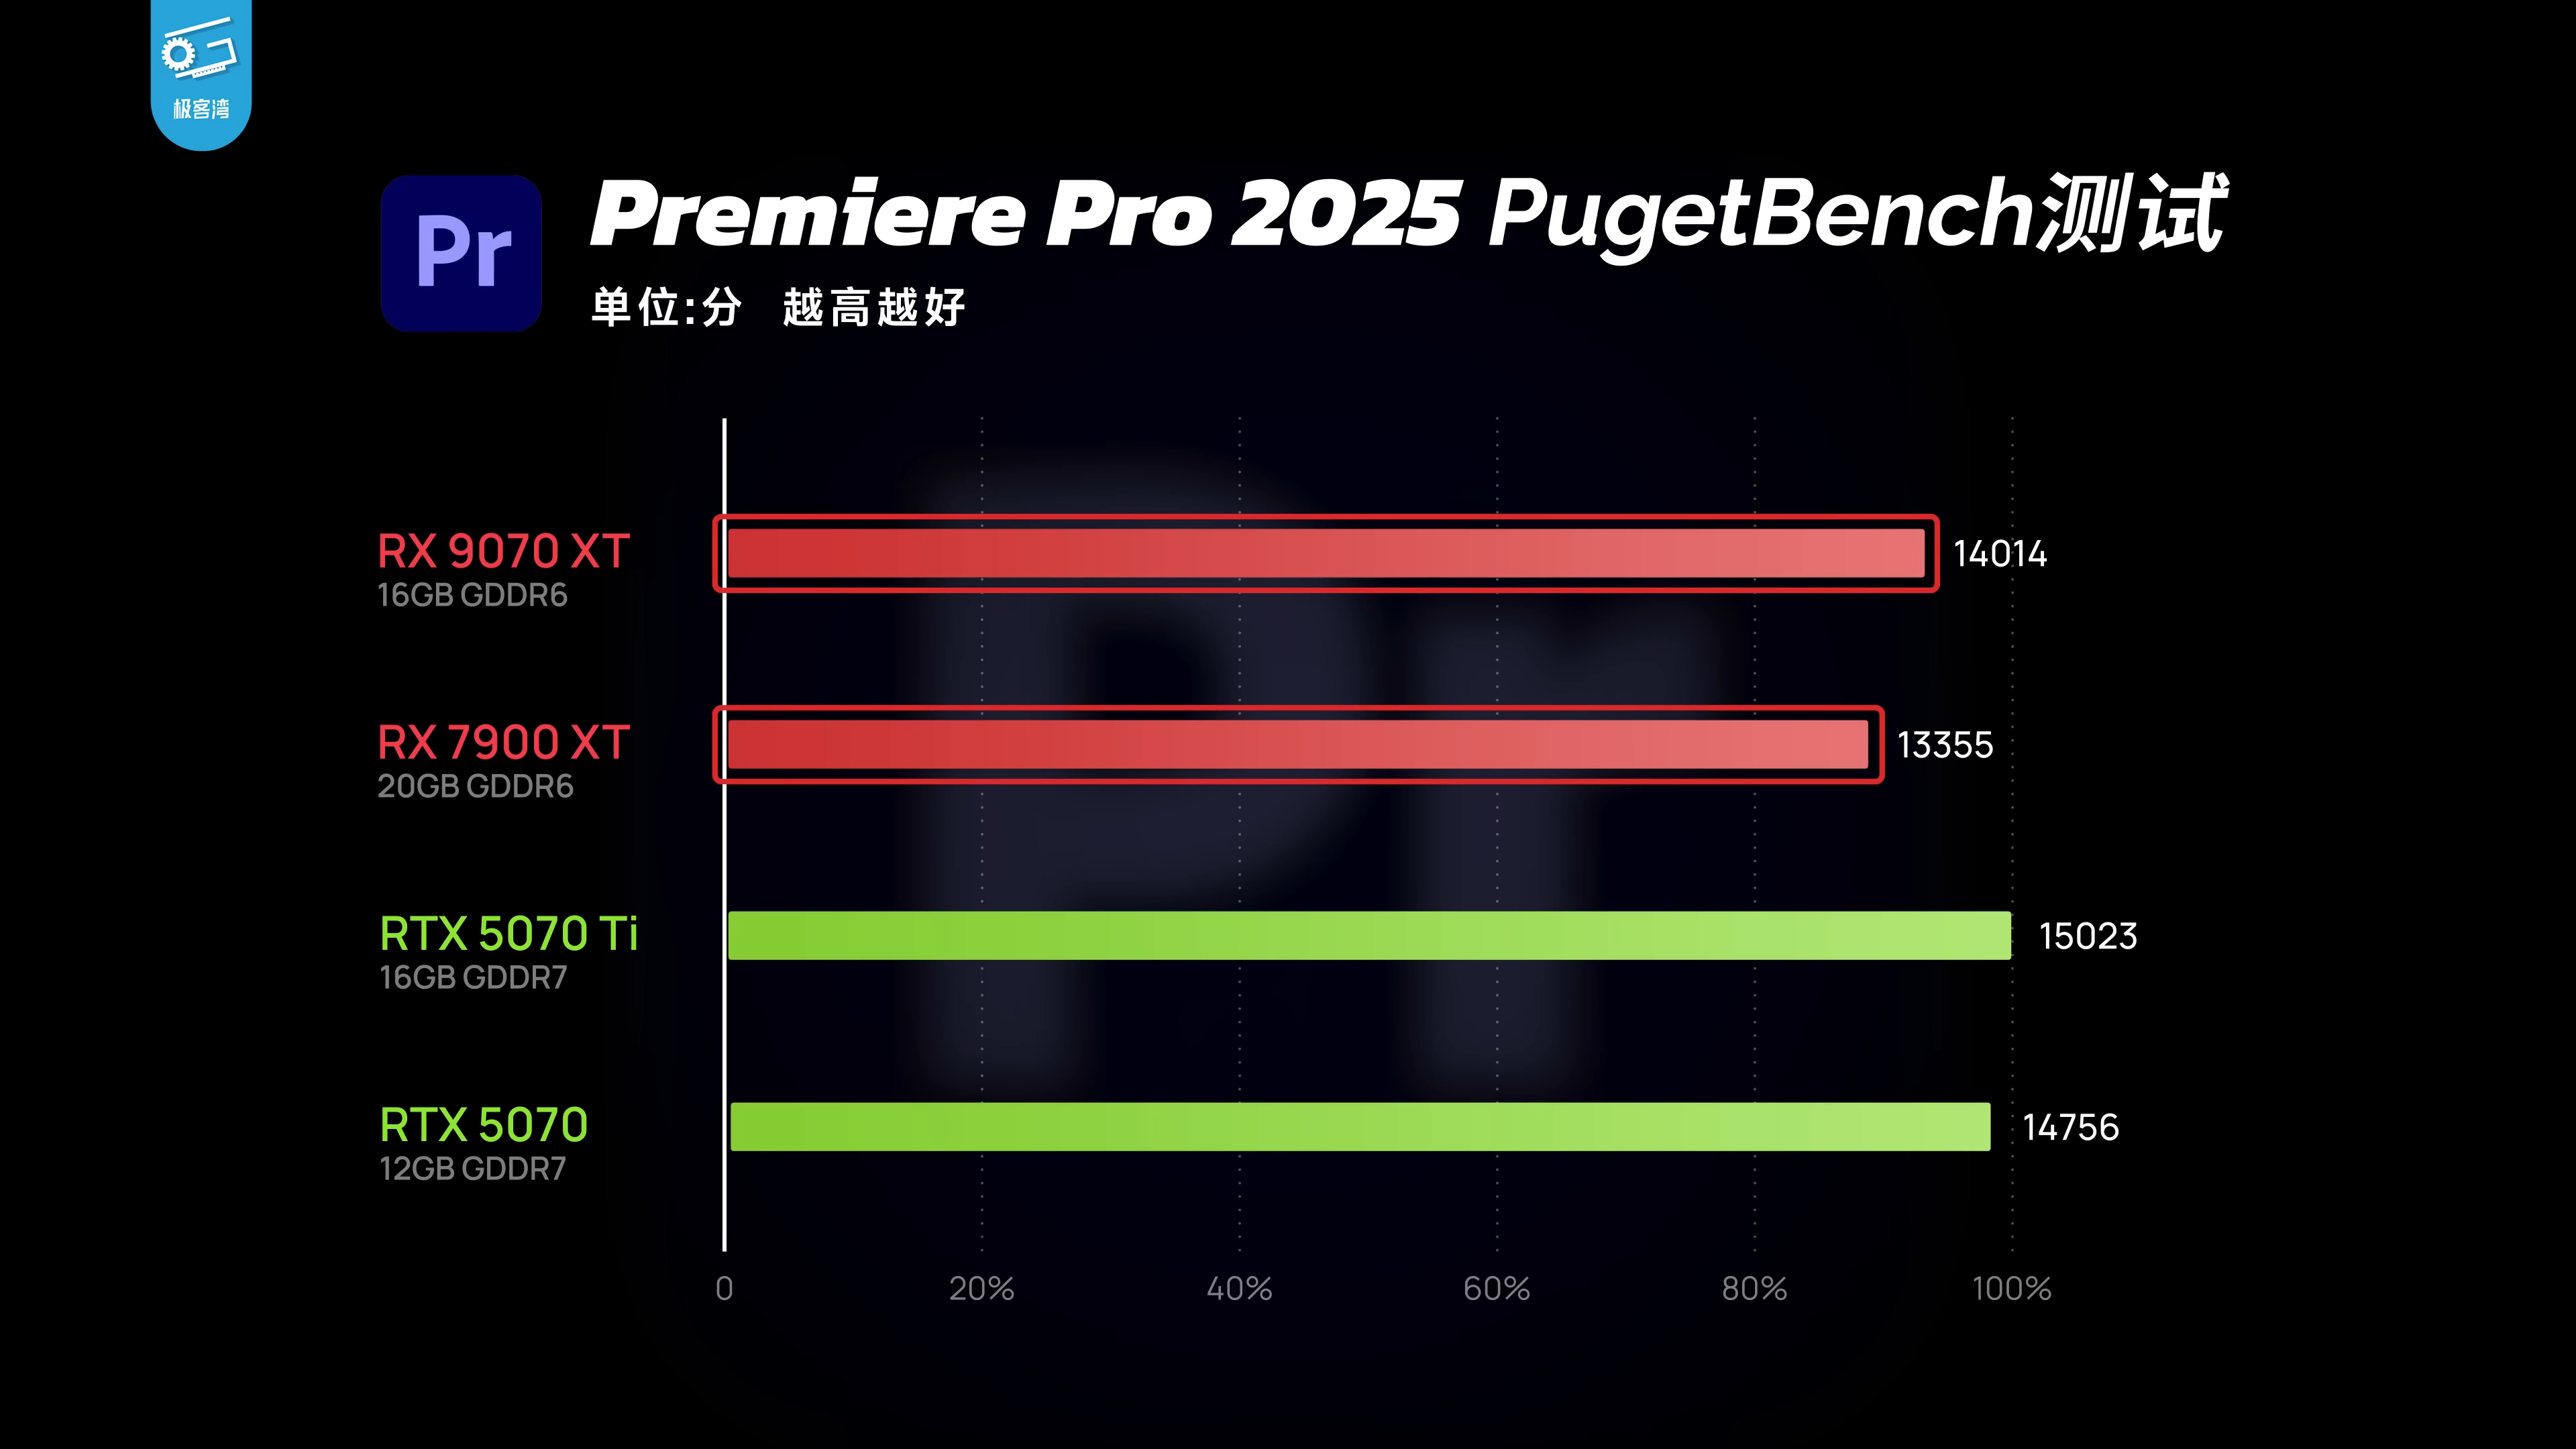 极客湾
Pr
Premiere Pro 2025 PugetBench测试
单位:分 越高越好
RX 9070 XT
16GB GDDR6
14014
RX 7900 XT
20GB GDDR6
13355
RTX 5070 Ti
16GB GDDR7
15023
RTX 5070
12GB GDDR7
14756
0 20% 40% 60% 80% 100%
Pr